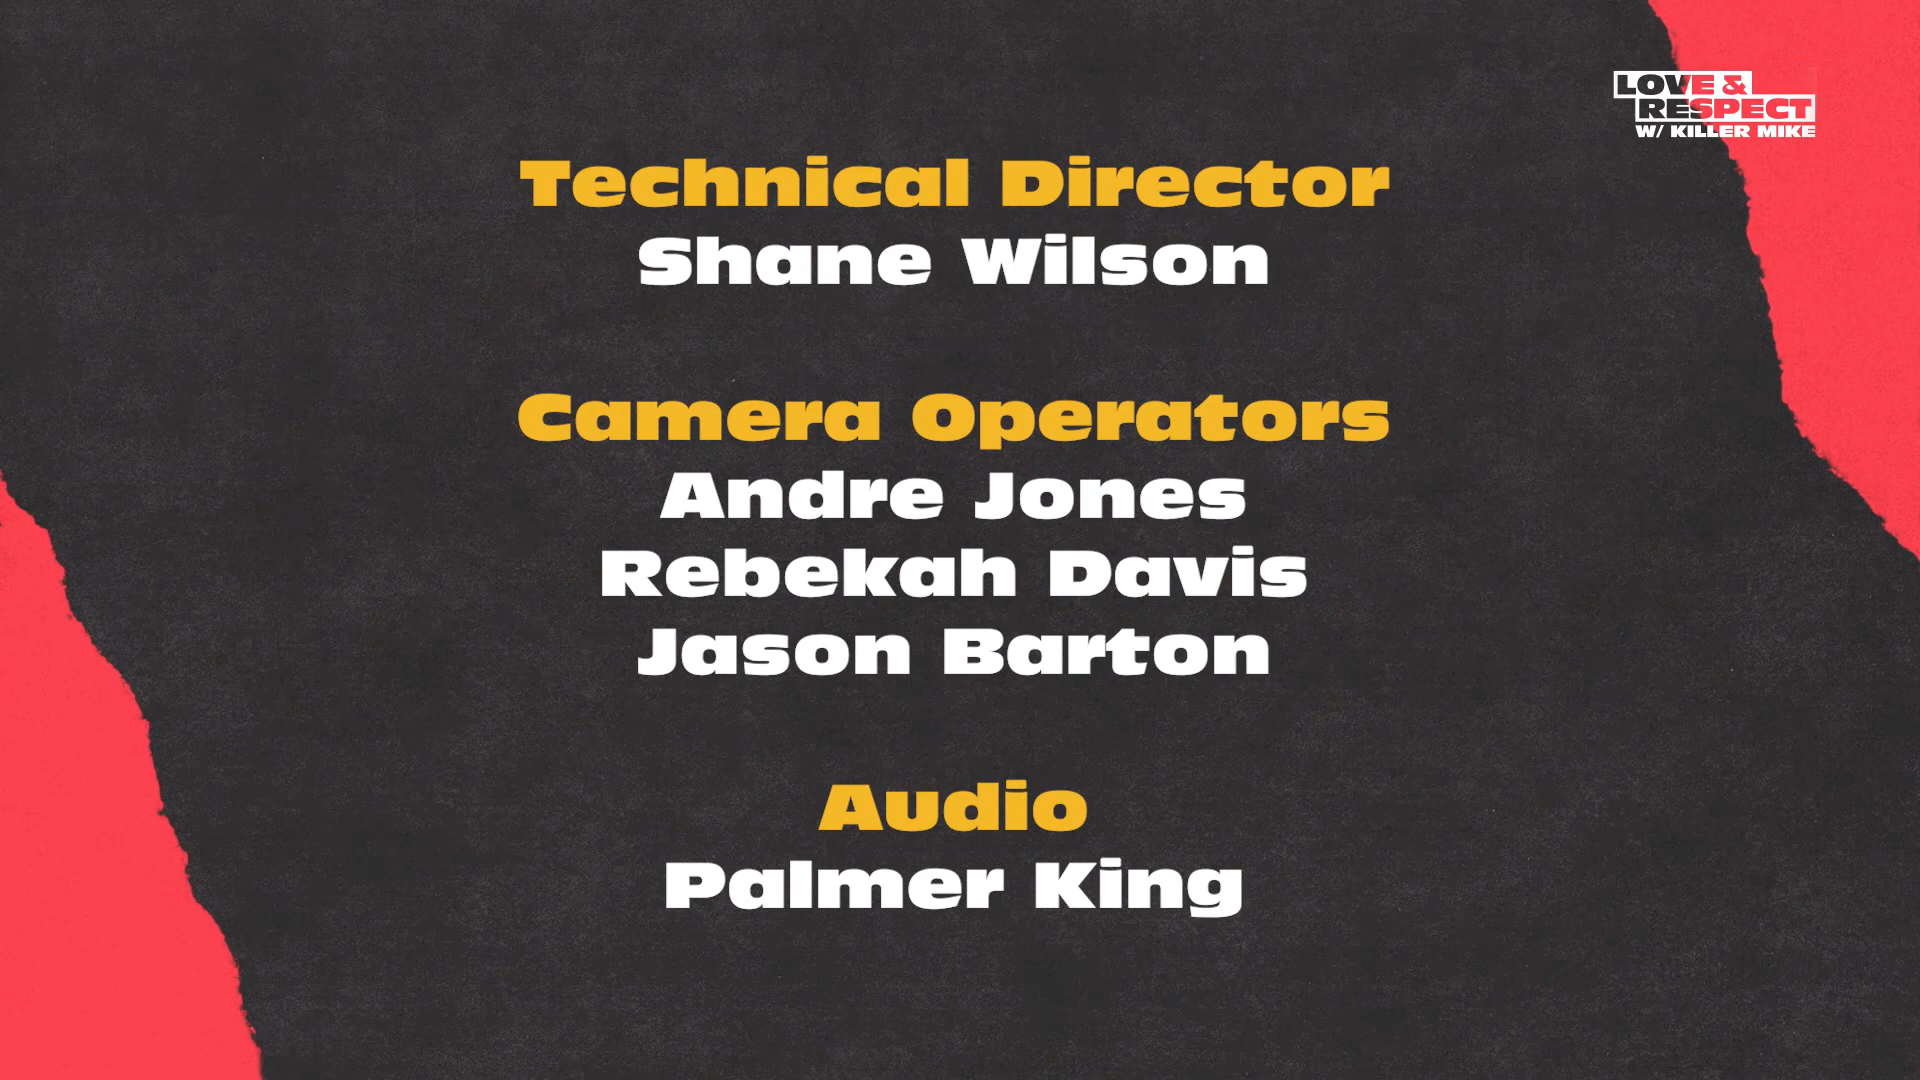 LOVE &
RESPECT
W/ KILLER MIKE
Technical Director
Shane Wilson
Camera Operators
Andre Jones
Rebekah Davis
Jason Barton
Audio
Palmer King